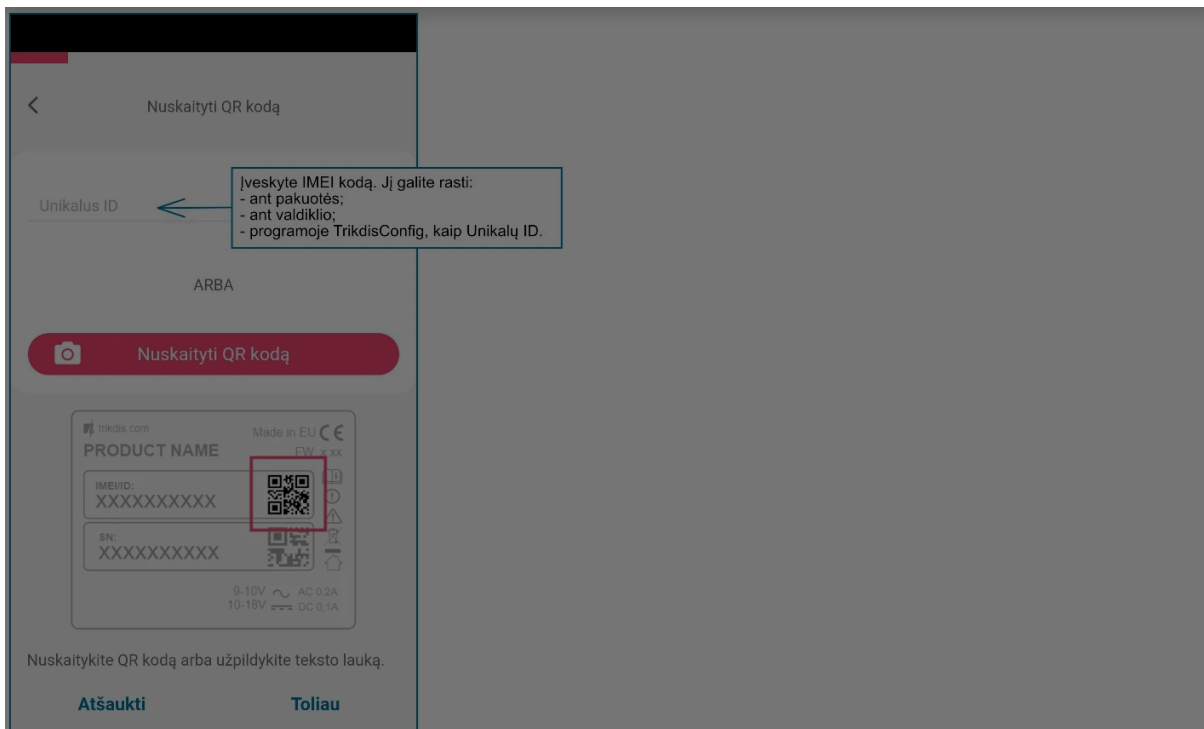 Nuskaityti QR kodą
Unikalus ID
Įveskyte IMEI kodą. Jį galite rasti:
- ant pakuotės;
- ant valdiklio;
- programoje TrikdisConfig, kaip Unikalų ID.
ARBA
Nuskaityti QR kodą
trikdis.com
Made in EU CE
PRODUCT NAME
FW x.xx
IMEI/ID:
XXXXXXXXXX
SN:
XXXXXXXXXX
9-10V AC 0,2A
10-18V DC 0,1A
Nuskaitykite QR kodą arba užpildykite teksto lauką.
Atšaukti
Toliau